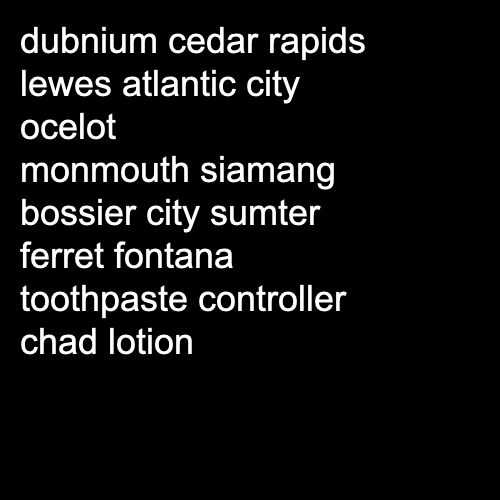 dubnium cedar rapids
lewes atlantic city
ocelot
monmouth siamang
bossier city sumter
ferret fontana
toothpaste controller
chad lotion